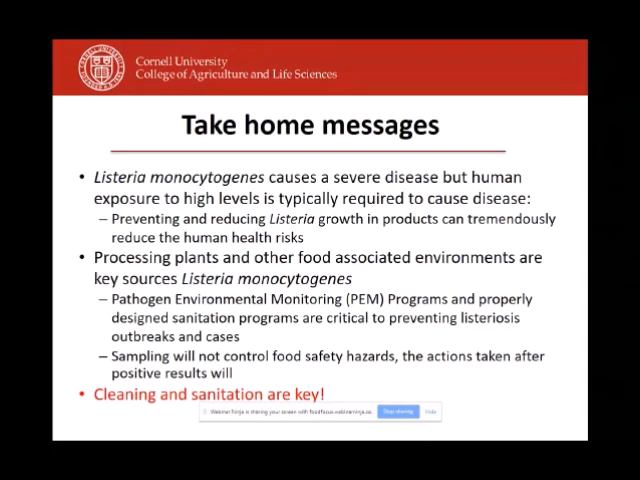 Cornell University
College of Agriculture and Life Sciences
Take home messages
• Listeria monocytogenes causes a severe disease but human
exposure to high levels is typically required to cause disease:
– Preventing and reducing Listeria growth in products can tremendously
reduce the human health risks
• Processing plants and other food associated environments are
key sources Listeria monocytogenes
– Pathogen Environmental Monitoring (PEM) Programs and properly
designed sanitation programs are critical to preventing listeriosis
outbreaks and cases
– Sampling will not control food safety hazards, the actions taken after
positive results will
• Cleaning and sanitation are key!
is sharing your screen with Stop sharing Hide